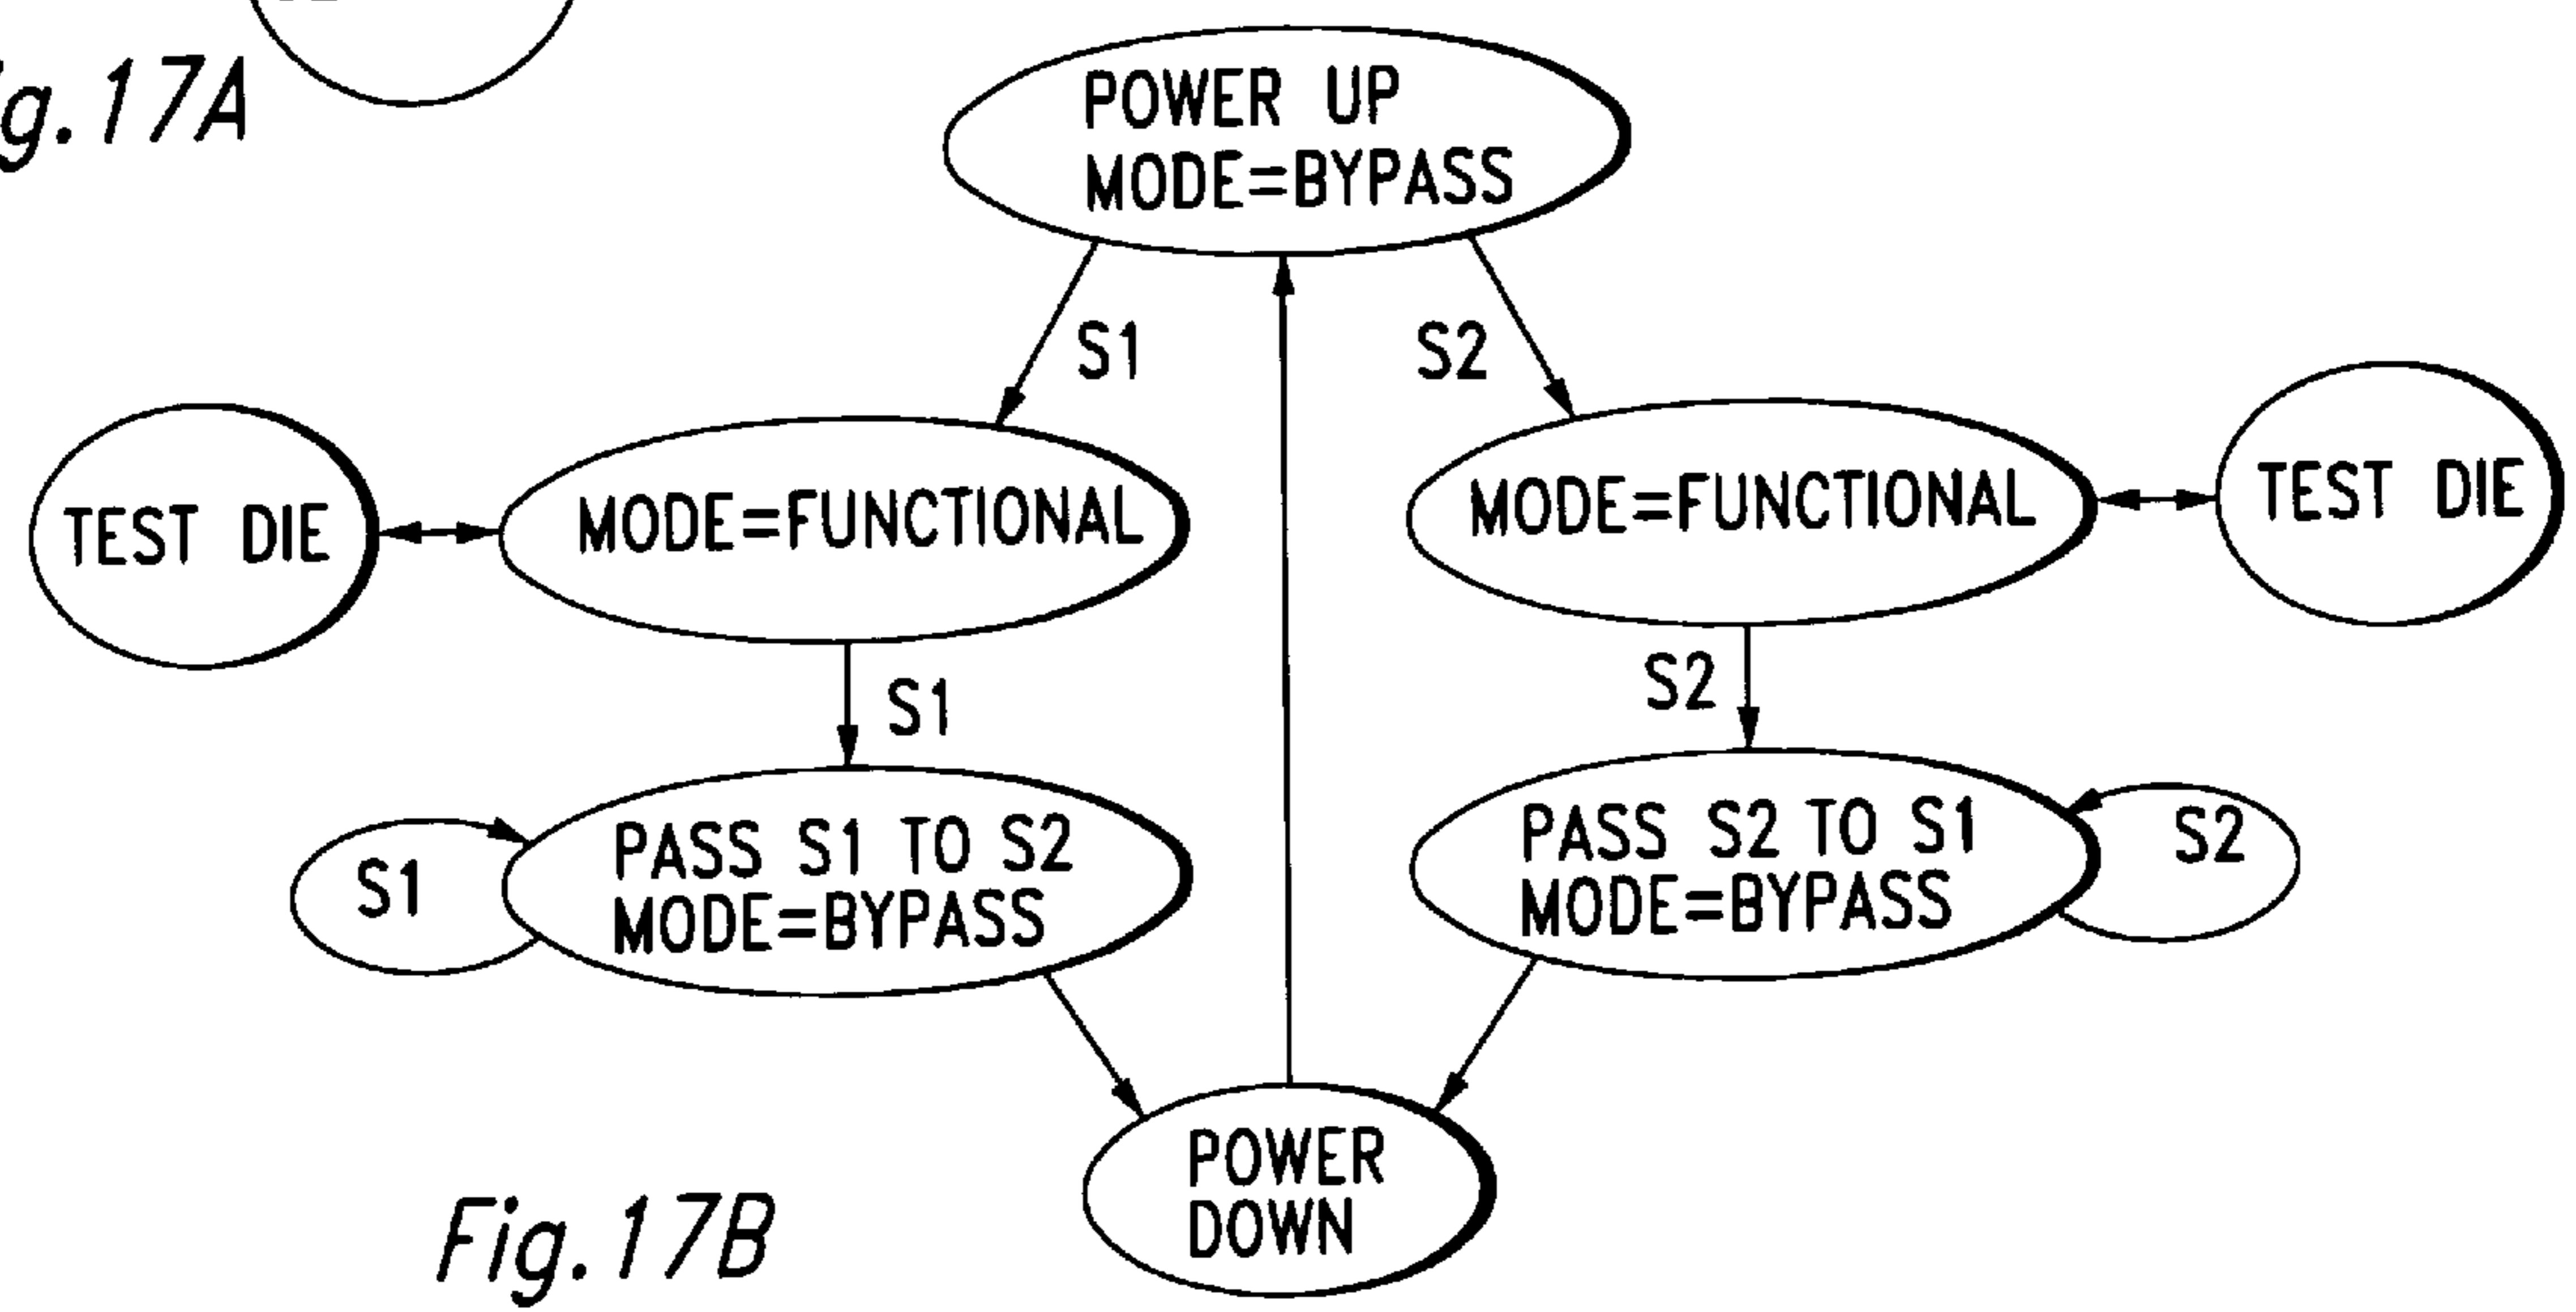 g.17A
POWER UP
MODE=BYPASS
S1
S2
TEST DIE
MODE=FUNCTIONAL
MODE=FUNCTIONAL
TEST DIE
S1
S2
S1
PASS S1 TO S2
MODE=BYPASS
PASS S2 TO S1
MODE=BYPASS
S2
POWER
DOWN
Fig.17B